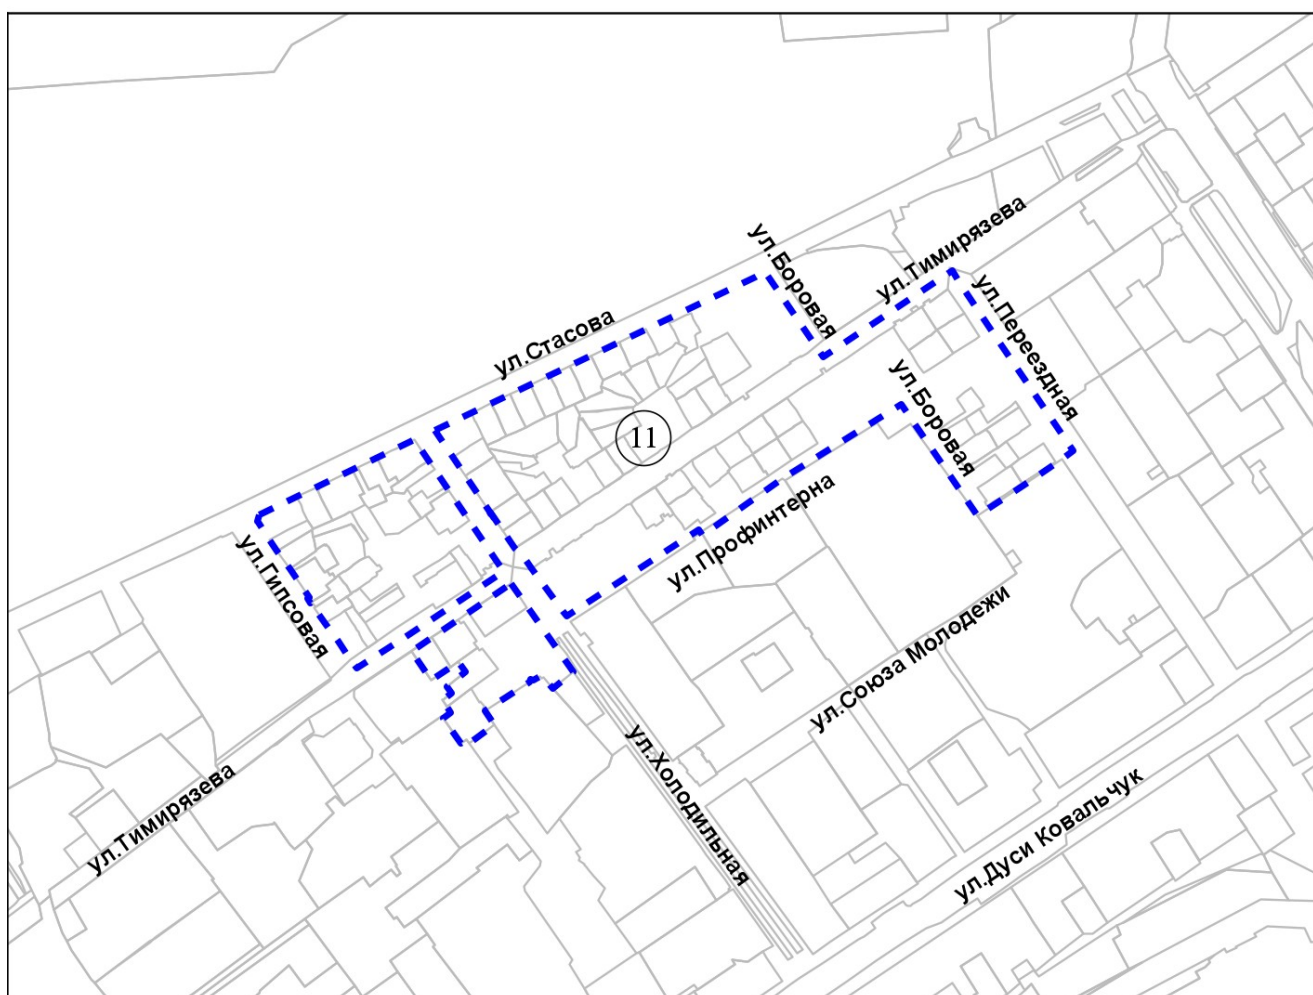 ул.Боровая
ул.Тимирязева
ул.Стасова
ул.Переездная
ул.Боровая
11
ул.Профинтерна
ул.Гипсовая
ул.Союза Молодежи
ул.Холодильная
ул.Тимирязева
ул.Дуси Ковальчук